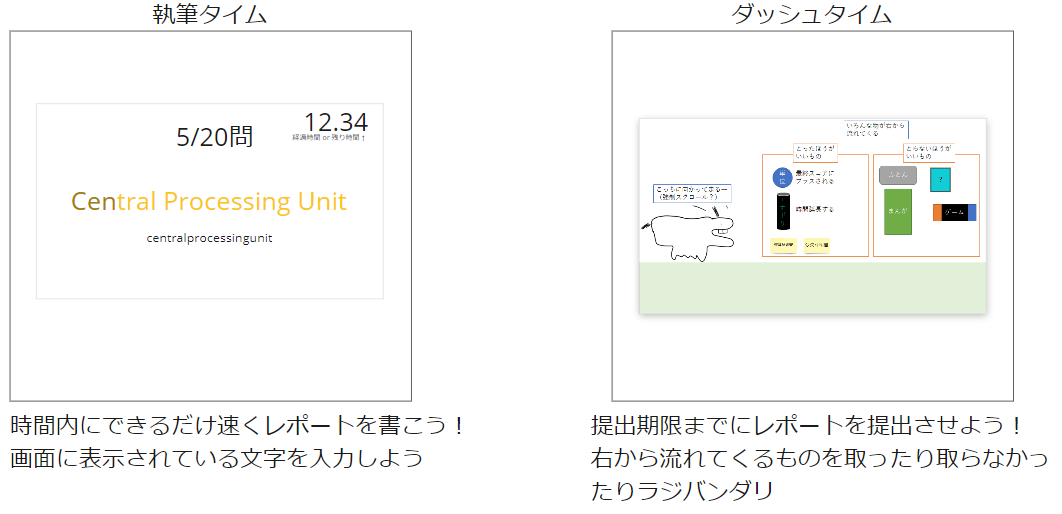 執筆タイム
5/20問
12.34
経過時間 or 残り時間 ↑
Central Processing Unit
centralprocessingunit
時間内にできるだけ速くレポートを書こう！
画面に表示されている文字を入力しよう
ダッシュタイム
いろんな物が右から
流れてくる
とったほうが
いいもの
とらないほうが
いいもの
単位
最終スコアに
プラスされる
時間延長する
ふとん
?
まんが
ゲーム
こっちに向かってまるー
(強制スクロール？)
提出期限までにレポートを提出させよう！
右から流れてくるものを取ったり取らなかっ
たりラジバンダリ